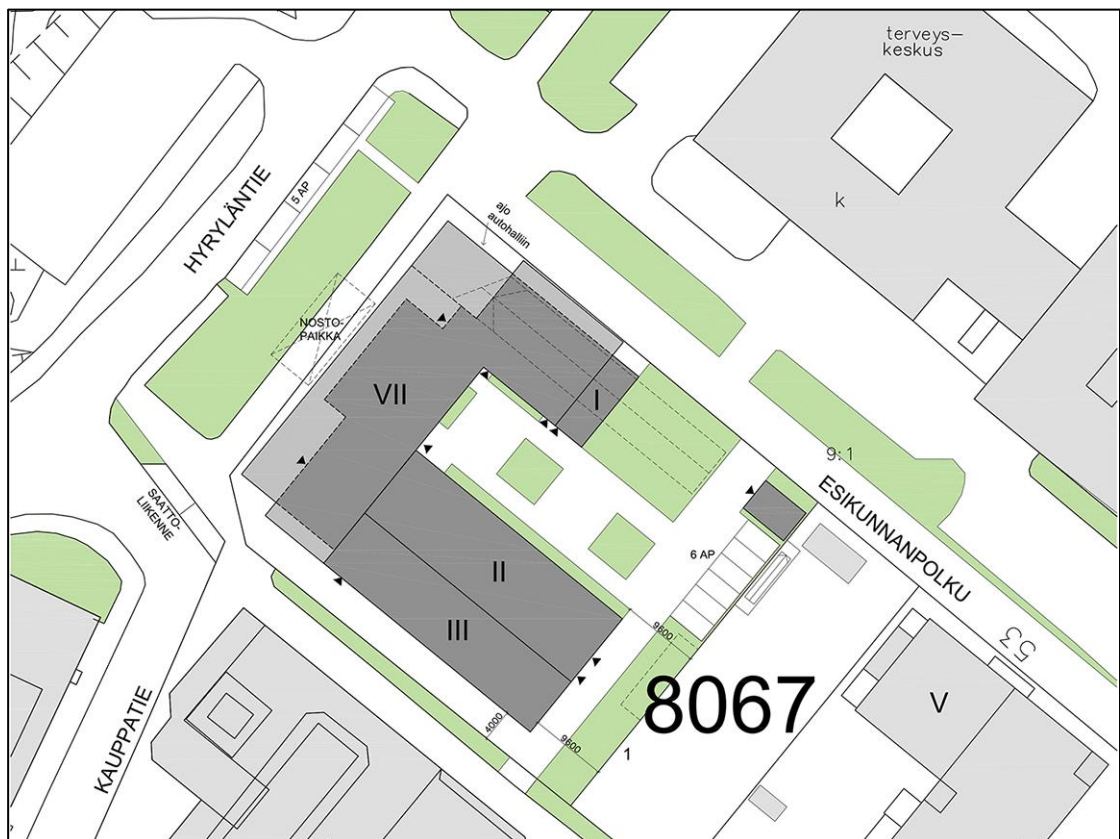 terveys-
keskus
k
HYRYLÄNTIE
5 AP
ajo
autohalliin
NOSTO-
PAIKKA
VII
I
9:1
ESIKUNNANPOLKU
SAATTO-
LIIKENNE
6 AP
II
III
9600
53
8067
V
KAUPPATIE
4000
9600
1